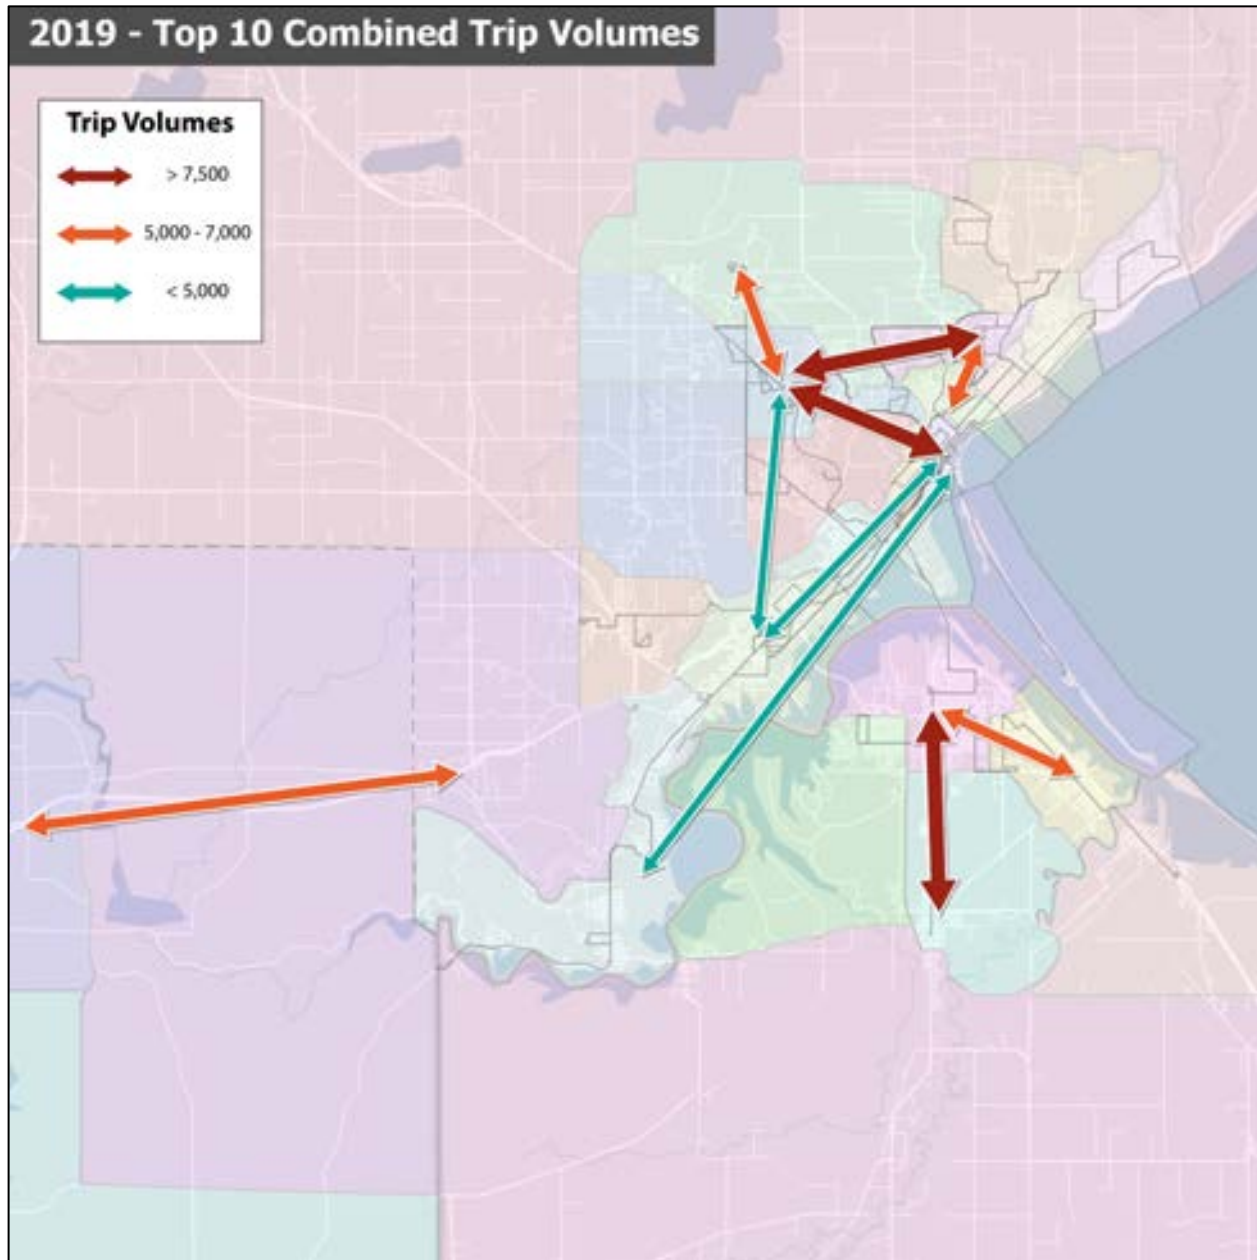 2019 - Top 10 Combined Trip Volumes
Trip Volumes
> 7,500
5,000 - 7,000
< 5,000